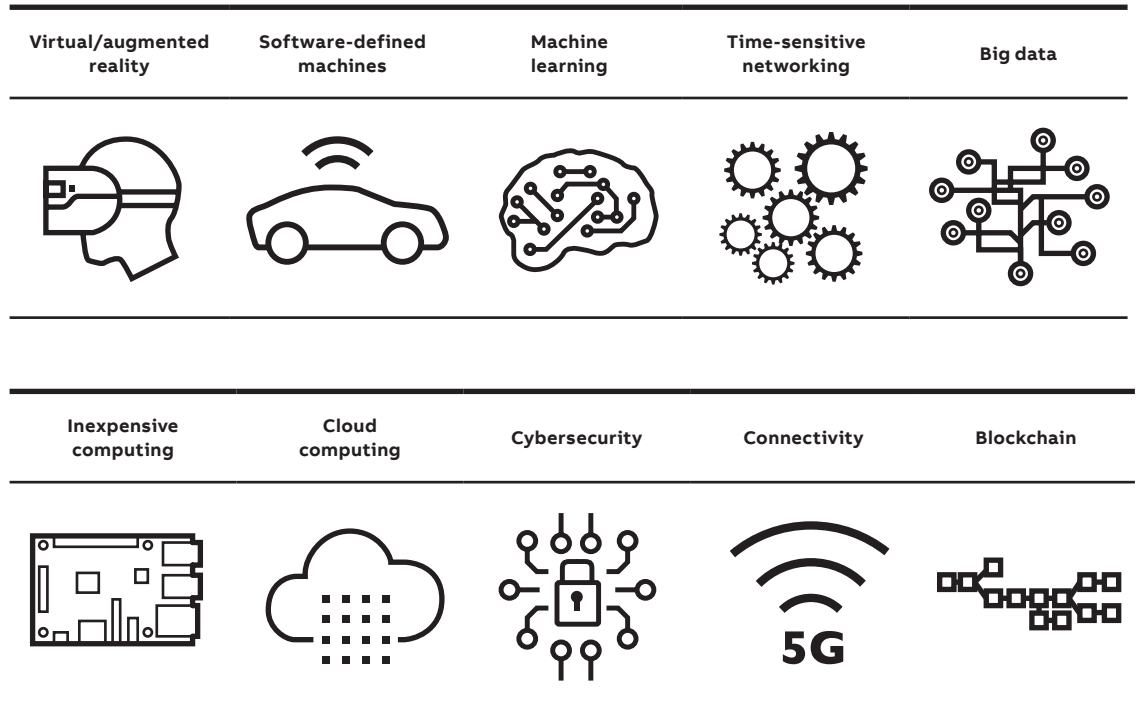 Virtual/augmented
reality
Software-defined
machines
Machine
learning
Time-sensitive
networking
Big data
Inexpensive
computing
Cloud
computing
Cybersecurity
Connectivity
Blockchain
5G